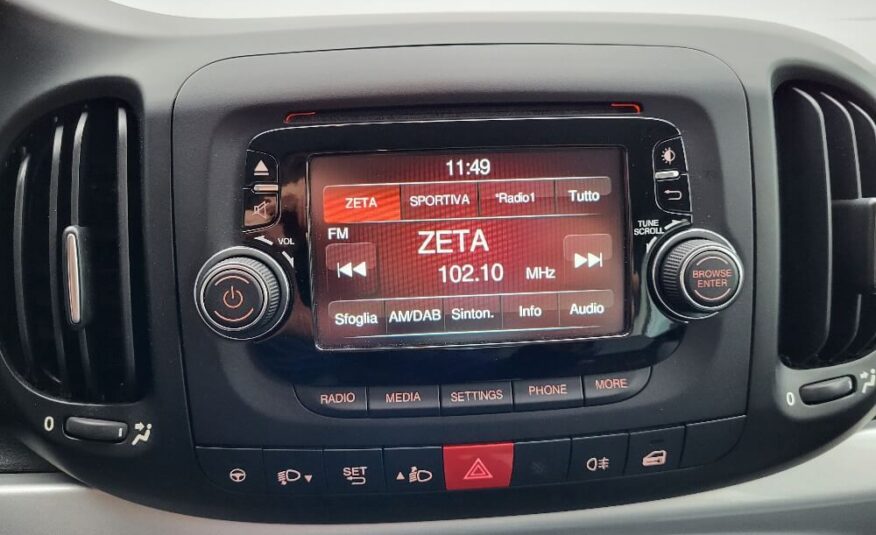 11:49
ZETA SPORTIVA *Radio1 Tutto
FM
ZETA
102.10 MHz
Sfoglia AM/DAB Sinton. Info Audio
VOL
TUNE
SCROLL
BROWSE
ENTER
RADIO MEDIA SETTINGS PHONE MORE
0
0
SET